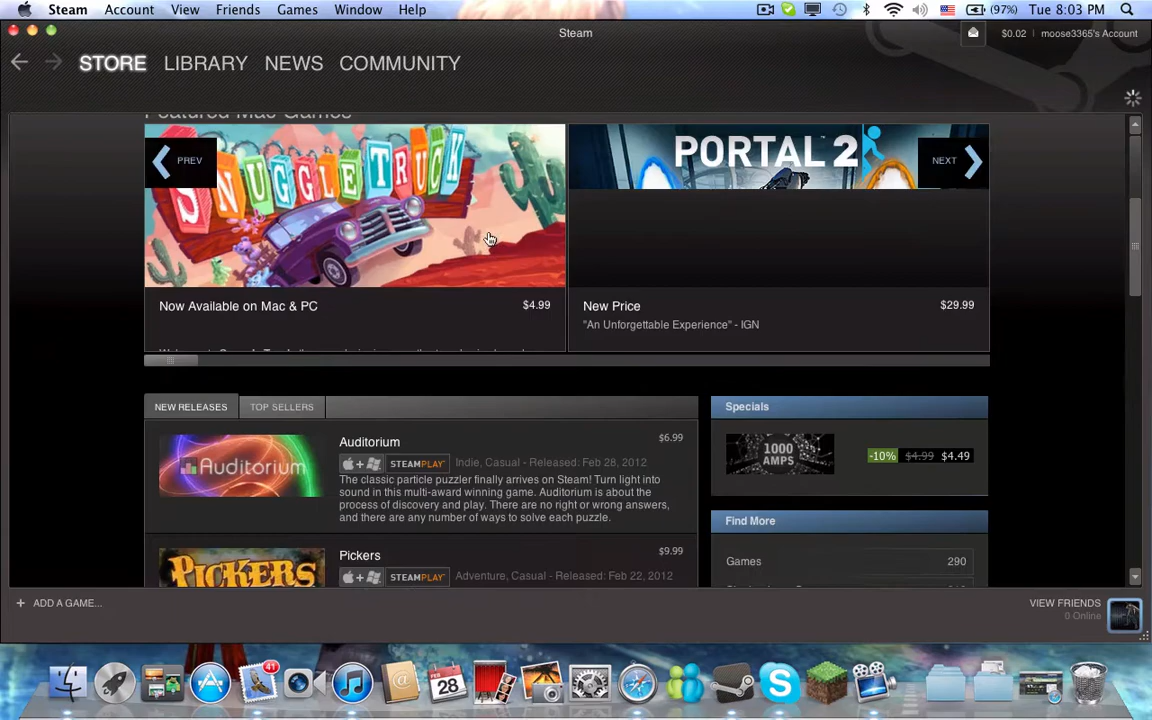 Steam Account View Friends Games Window Help (97%) Tue 8:03 PM
Steam
$0.02 moose3365's Account
STORE LIBRARY NEWS COMMUNITY
Featured Mac Games
PREV
SNUGGLE TRUCK
PORTAL 2
NEXT
Now Available on Mac & PC $4.99
New Price $29.99
"An Unforgettable Experience" - IGN
NEW RELEASES TOP SELLERS
Specials
Auditorium
Auditorium $6.99
STEAMPLAY Indie, Casual - Released: Feb 28, 2012
The classic particle puzzler finally arrives on Steam! Turn light into
sound in this multi-award winning game. Auditorium is about the
process of discovery and play. There are no right or wrong answers,
and there are any number of ways to solve each puzzle.
1000
AMPS
-10% $4.99 $4.49
Find More
PICKERS
Pickers $9.99
STEAMPLAY Adventure, Casual - Released: Feb 22, 2012
Games 290
+ ADD A GAME...
VIEW FRIENDS
0 Online
41
28